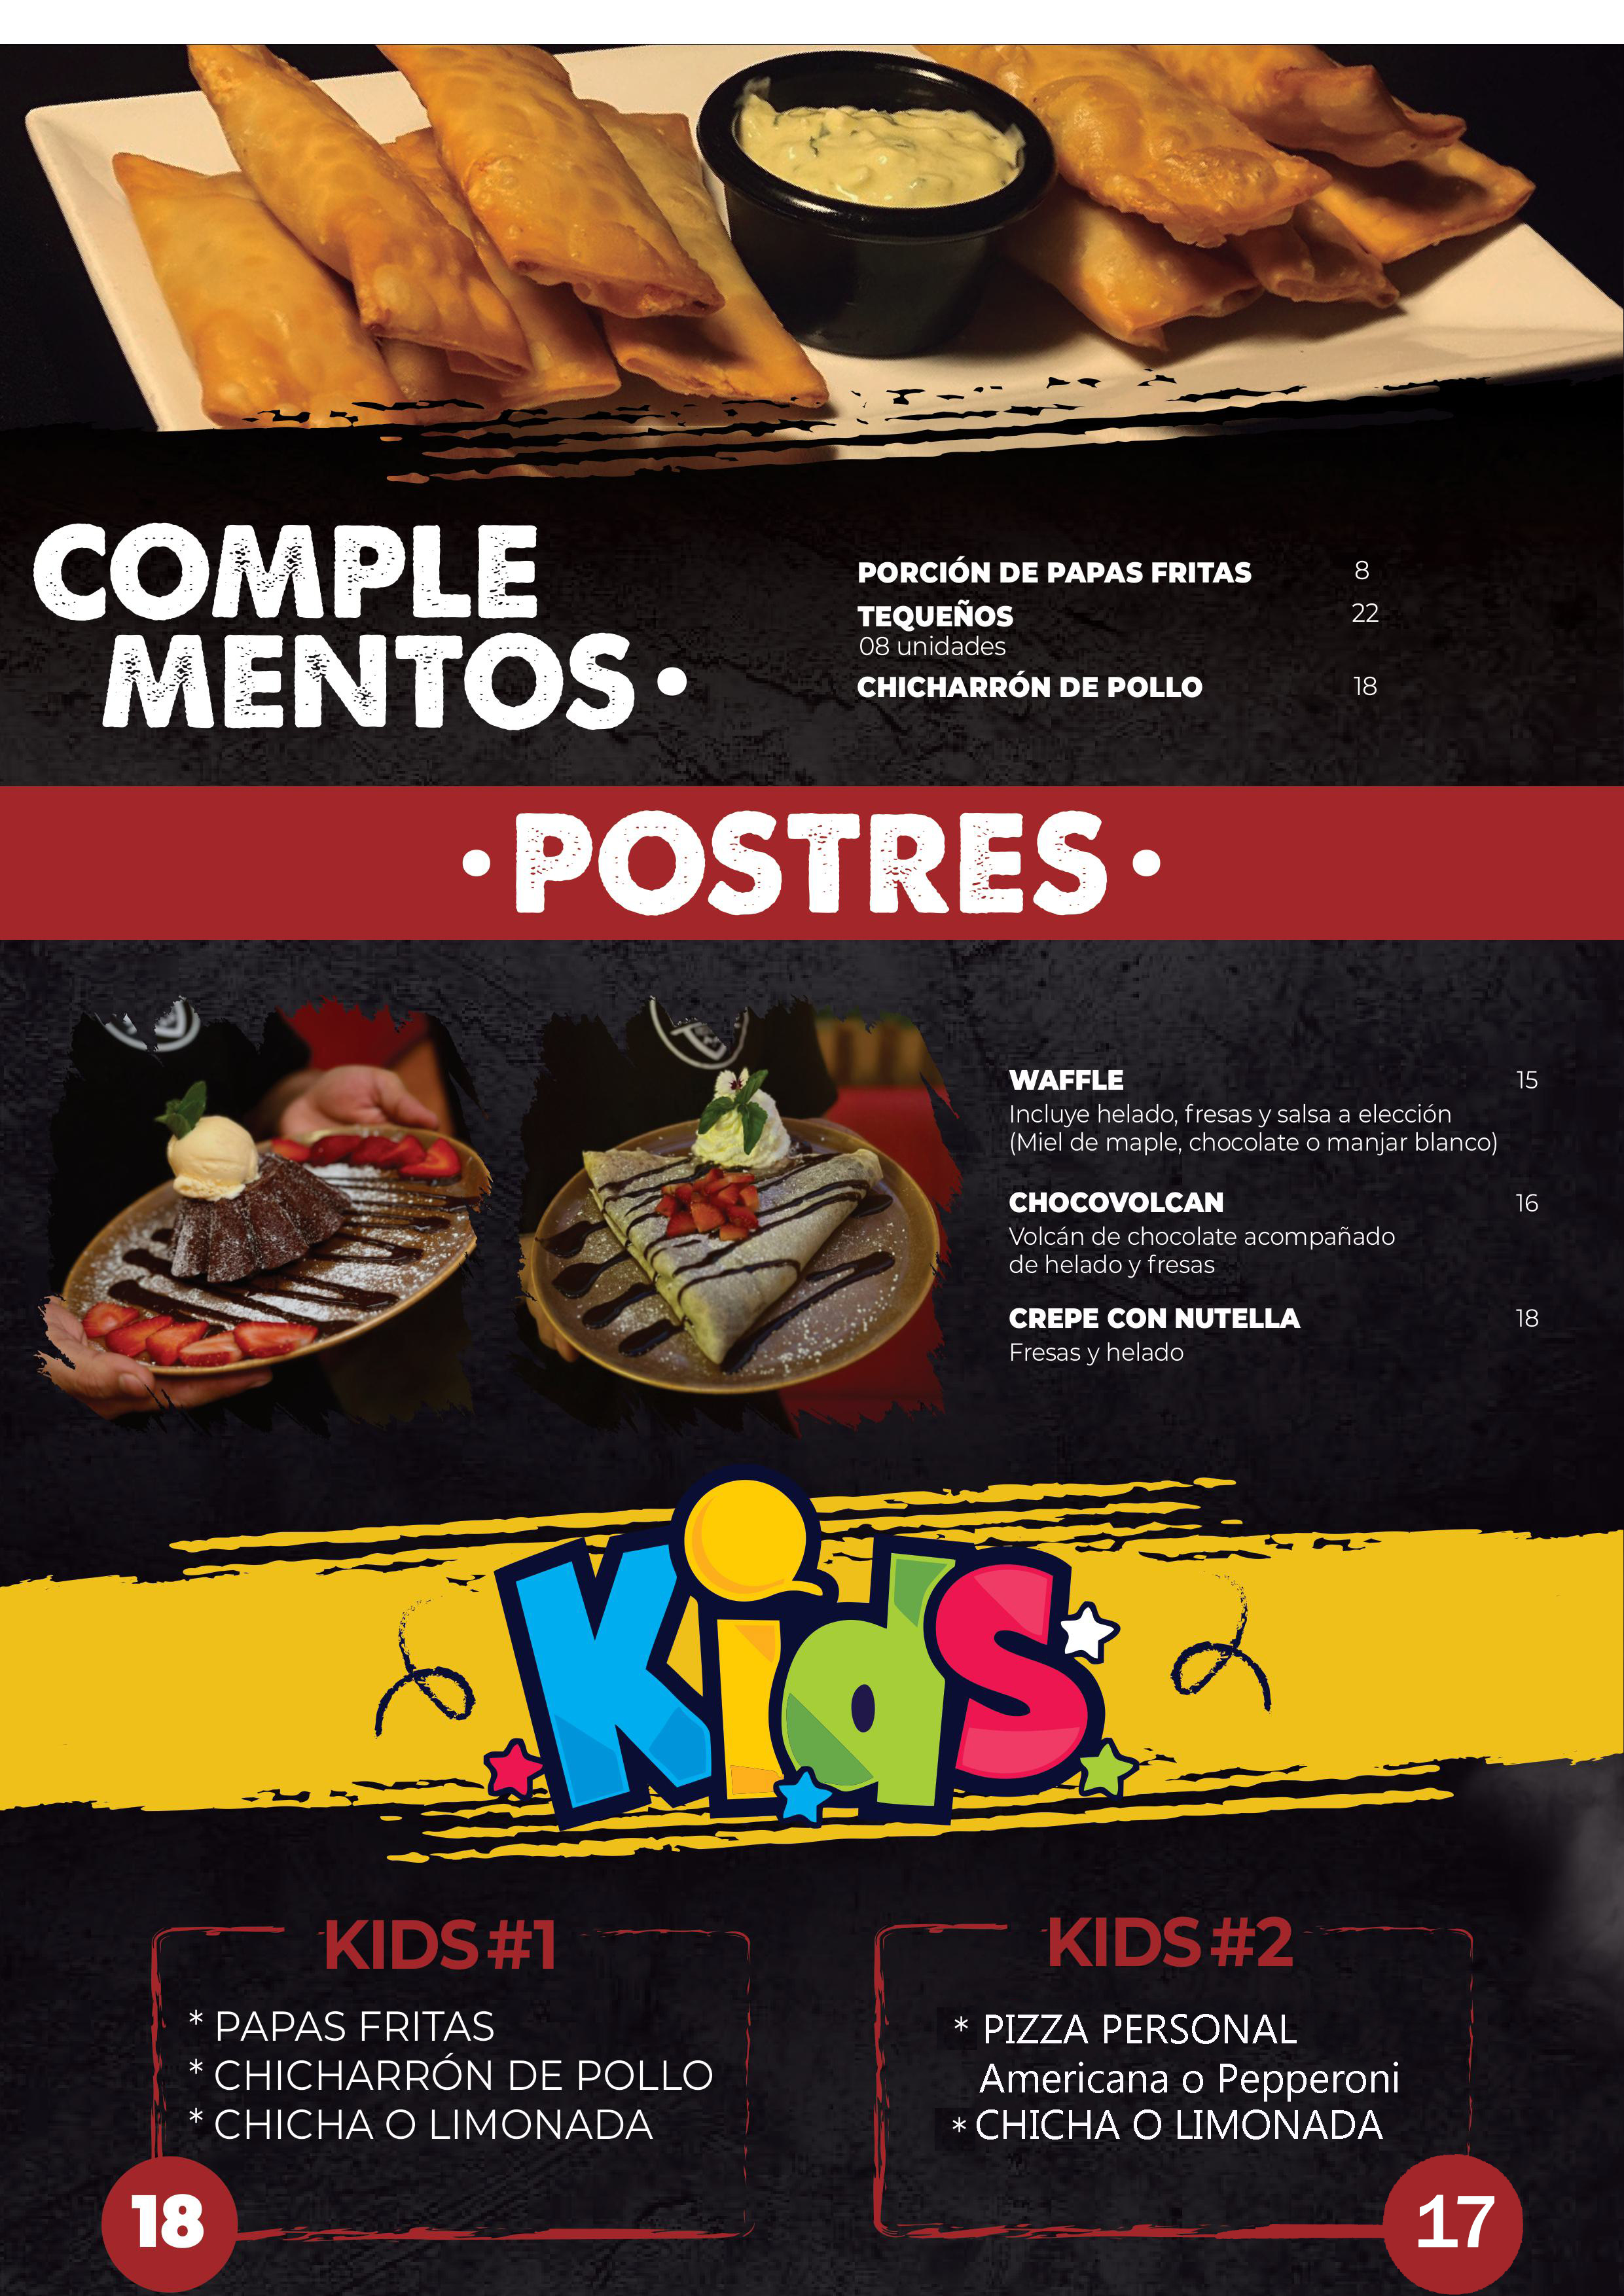 COMPLE
MENTOS •
PORCIÓN DE PAPAS FRITAS 8
TEQUEÑOS 22
08 unidades
CHICHARRÓN DE POLLO 18
• POSTRES •
WAFFLE 15
Incluye helado, fresas y salsa a elección
(Miel de maple, chocolate o manjar blanco)
CHOCOVOLCAN 16
Volcán de chocolate acompañado
de helado y fresas
CREPE CON NUTELLA 18
Fresas y helado
Kids
KIDS #1
* PAPAS FRITAS
* CHICHARRÓN DE POLLO
* CHICHA O LIMONADA
18
KIDS #2
* PIZZA PERSONAL
Americana o Pepperoni
* CHICHA O LIMONADA
17